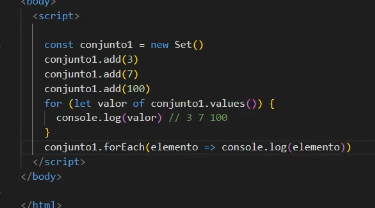 <body>
<script>
const conjunto1 = new Set()
conjunto1.add(3)
conjunto1.add(7)
conjunto1.add(100)
for (let valor of conjunto1.values()) {
console.log(valor) // 3 7 100
}
conjunto1.forEach(elemento => console.log(elemento))
</script>
</body>
</html>